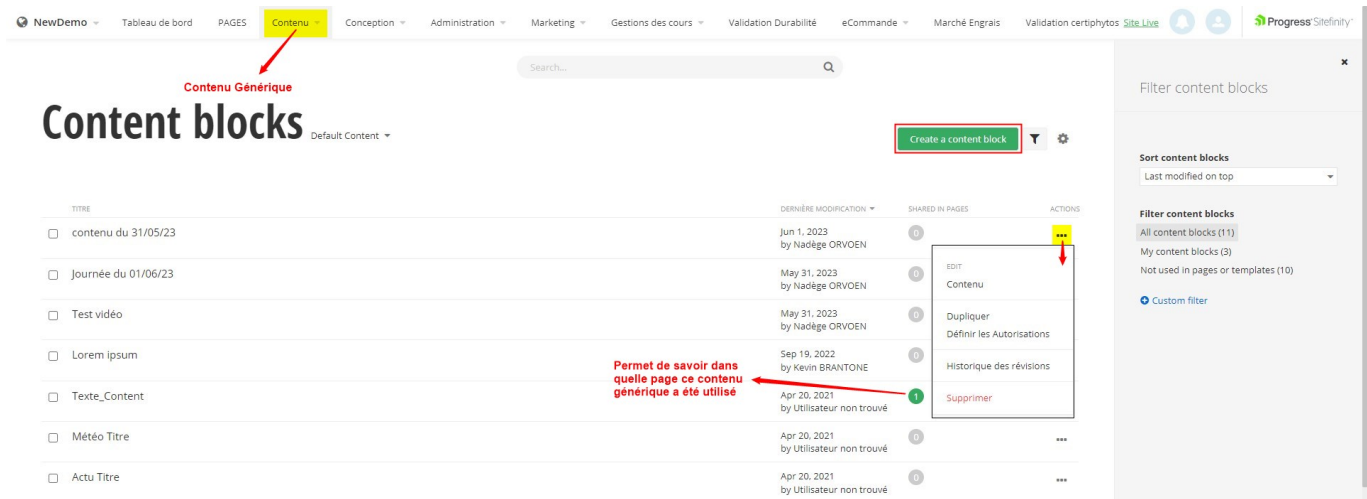 NewDemo Tableau de bord PAGES Contenu Conception Administration Marketing Gestions des cours Validation Durabilité eCommande Marché Engrais Validation certiphytos Site Live Progress Sitefinity
Search...
Contenu Générique
Filter content blocks
Content blocks Default Content
Create a content block
Sort content blocks
Last modified on top
TITRE DERNIÈRE MODIFICATION SHARED IN PAGES ACTIONS
Filter content blocks
contenu du 31/05/23 Jun 1, 2023 0
by Nadège ORVOEN
All content blocks (11)
My content blocks (3)
Not used in pages or templates (10)
Custom filter
Journée du 01/06/23 May 31, 2023 0
by Nadège ORVOEN
EDIT
Contenu
Test vidéo May 31, 2023 0
by Nadège ORVOEN
Dupliquer
Définir les Autorisations
Lorem ipsum Sep 19, 2022 0
by Kevin BRANTONE
Historique des révisions
Permet de savoir dans
quelle page ce contenu
générique a été utilisé
Texte_Content Apr 20, 2021 1
by Utilisateur non trouvé
Supprimer
Météo Titre Apr 20, 2021 0
by Utilisateur non trouvé
Actu Titre Apr 20, 2021 0
by Utilisateur non trouvé